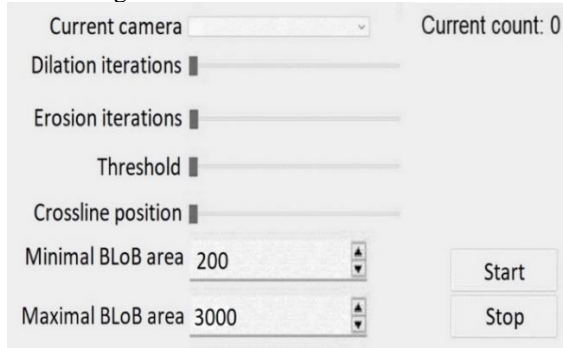 Current camera Current count: 0
Dilation iterations
Erosion iterations
Threshold
Crossline position
Minimal BLoB area 200
Start
Maximal BLoB area 3000 Stop